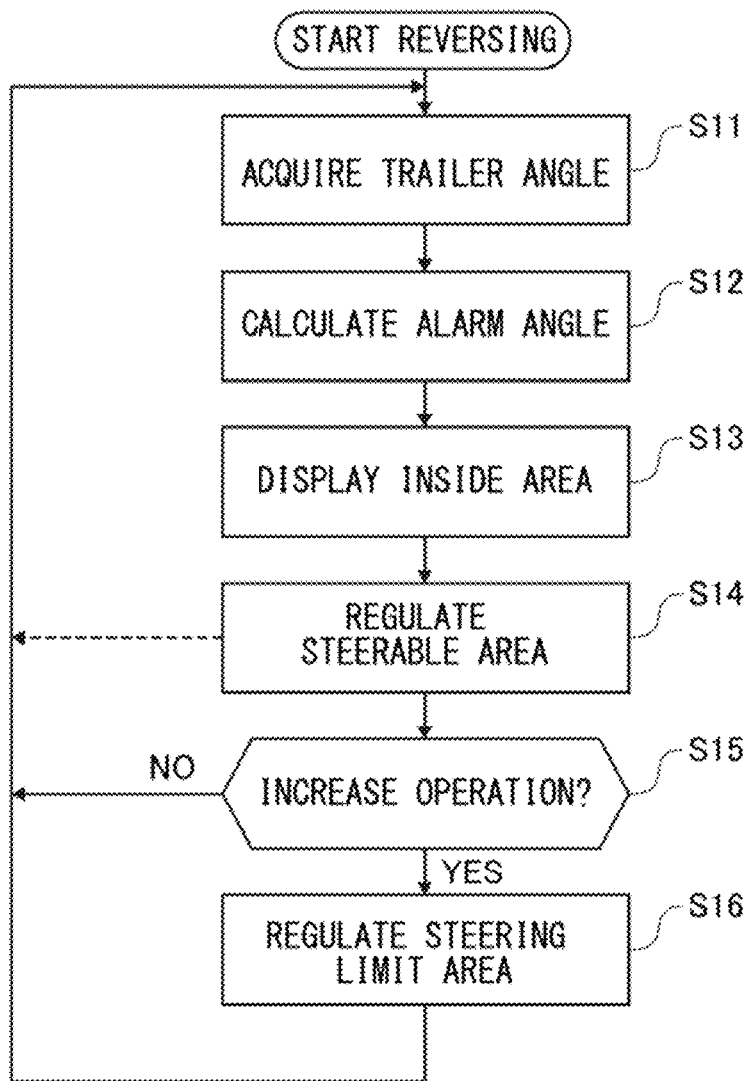 START REVERSING
S11
ACQUIRE TRAILER ANGLE
S12
CALCULATE ALARM ANGLE
S13
DISPLAY INSIDE AREA
S14
REGULATE
STEERABLE AREA
S15
NO
INCREASE OPERATION?
YES
S16
REGULATE STEERING
LIMIT AREA